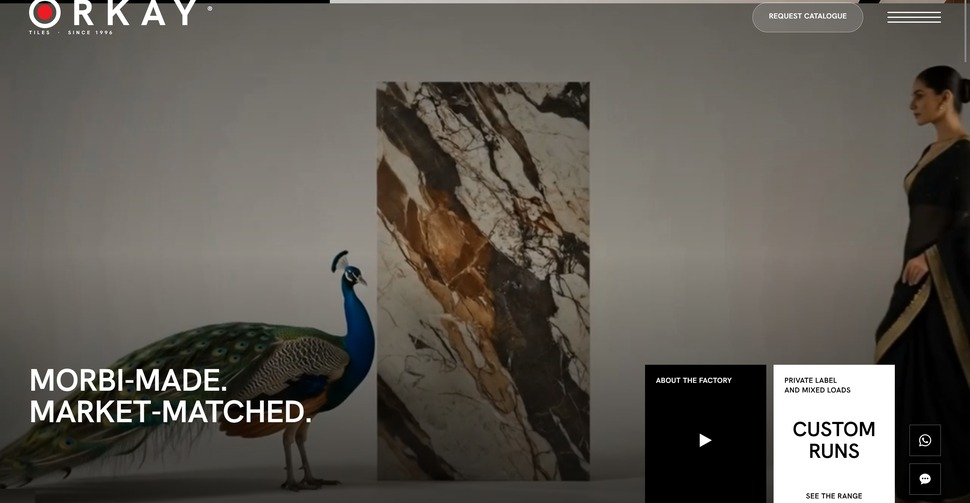 ORKAY®
TILES · SINCE 1996
REQUEST CATALOGUE
MORBI-MADE.
MARKET-MATCHED.
ABOUT THE FACTORY
PRIVATE LABEL
AND MIXED LOADS
CUSTOM
RUNS
SEE THE RANGE